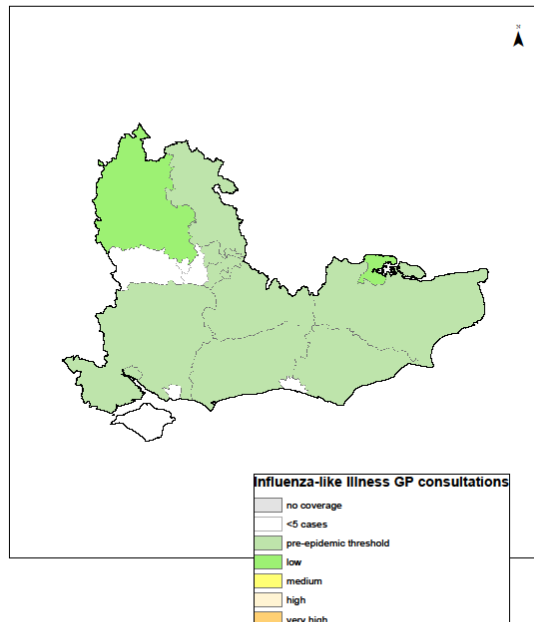 N
Influenza-like Illness GP consultations
no coverage
<5 cases
pre-epidemic threshold
low
medium
high
very high